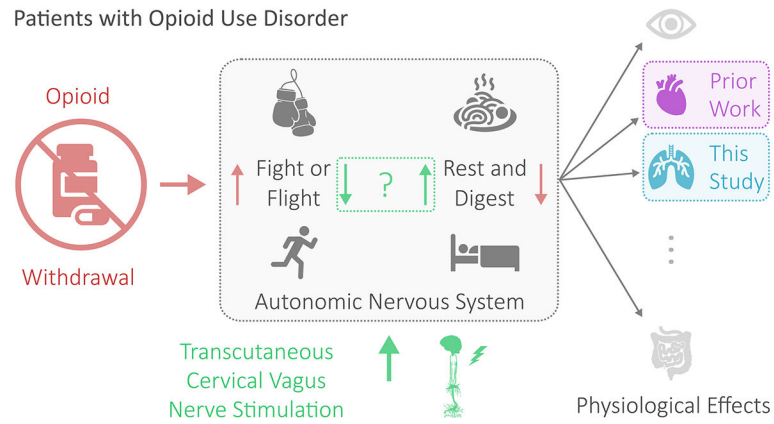 Patients with Opioid Use Disorder
Opioid
Withdrawal
Fight or
Flight
?
Rest and
Digest
Autonomic Nervous System
Transcutaneous
Cervical Vagus
Nerve Stimulation
Prior
Work
This
Study
Physiological Effects